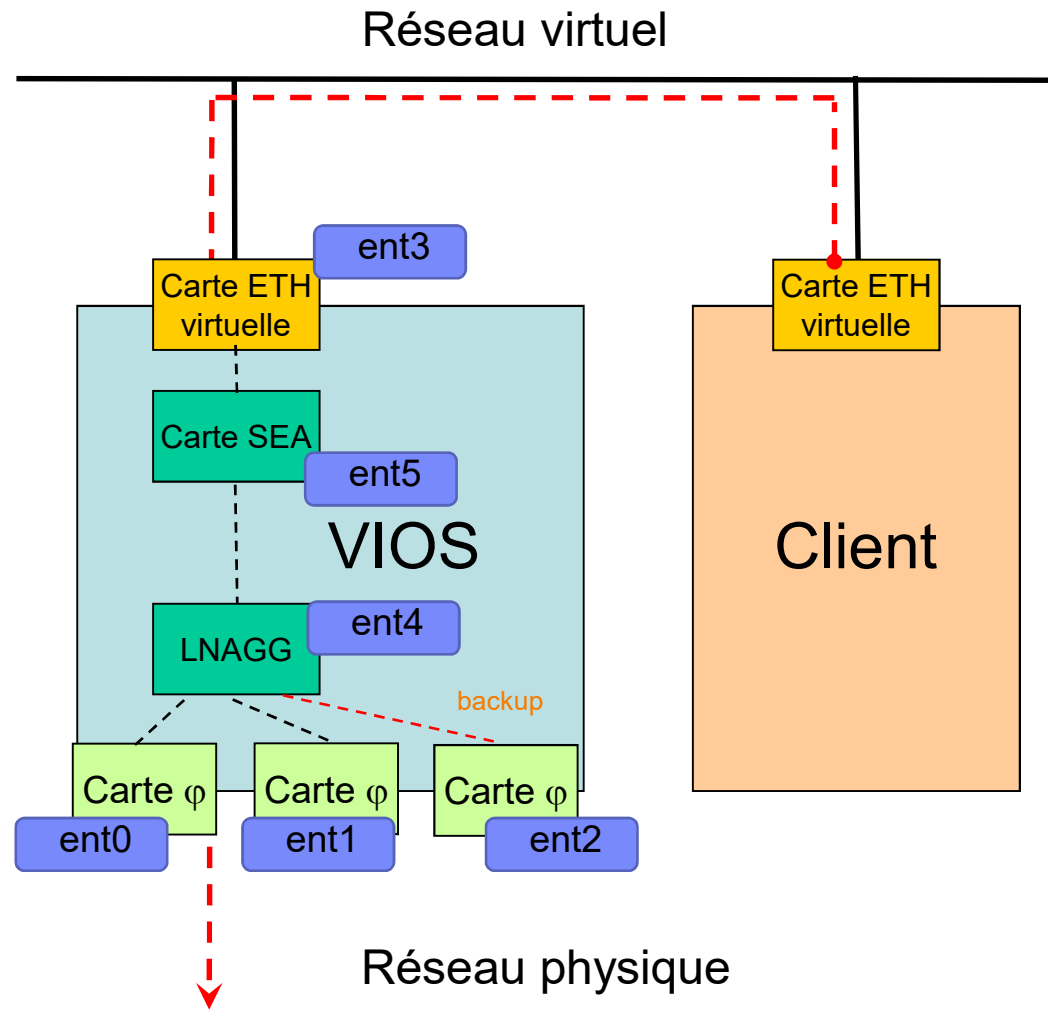 Réseau virtuel
ent3
Carte ETH
virtuelle
Carte ETH
virtuelle
Carte SEA
ent5
VIOS
Client
ent4
LNAGG
backup
Carte φ
Carte φ
Carte φ
ent0
ent1
ent2
Réseau physique